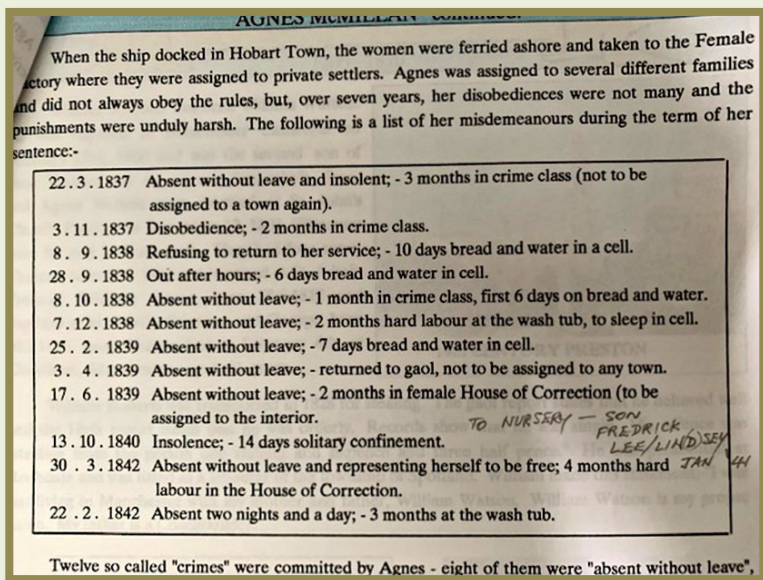 AGNES MCMILLAN continued.
When the ship docked in Hobart Town, the women were ferried ashore and taken to the Female
ctory where they were assigned to private settlers. Agnes was assigned to several different families
nd did not always obey the rules, but, over seven years, her disobediences were not many and the
punishments were unduly harsh. The following is a list of her misdemeanours during the term of her
sentence:-
22 . 3 . 1837 Absent without leave and insolent; - 3 months in crime class (not to be
assigned to a town again).
3 . 11 . 1837 Disobedience; - 2 months in crime class.
8 . 9 . 1838 Refusing to return to her service; - 10 days bread and water in a cell.
28 . 9 . 1838 Out after hours; - 6 days bread and water in cell.
8 . 10 . 1838 Absent without leave; - 1 month in crime class, first 6 days on bread and water.
7 . 12 . 1838 Absent without leave; - 2 months hard labour at the wash tub, to sleep in cell.
25 . 2 . 1839 Absent without leave; - 7 days bread and water in cell.
3 . 4 . 1839 Absent without leave; - returned to gaol, not to be assigned to any town.
17 . 6 . 1839 Absent without leave; - 2 months in female House of Correction (to be
assigned to the interior.
TO NURSERY — SON
FREDRICK
LEE/LIN(D)SEY
JAN 41
13 . 10 . 1840 Insolence; - 14 days solitary confinement.
30 . 3 . 1842 Absent without leave and representing herself to be free; 4 months hard
labour in the House of Correction.
22 . 2 . 1842 Absent two nights and a day; - 3 months at the wash tub.
Twelve so called "crimes" were committed by Agnes - eight of them were "absent without leave",